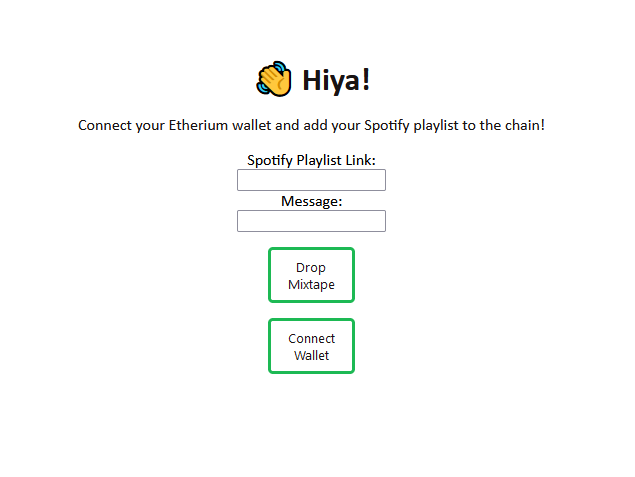 👋 Hiya!
Connect your Etherium wallet and add your Spotify playlist to the chain!
Spotify Playlist Link:
Message:
Drop
Mixtape
Connect
Wallet